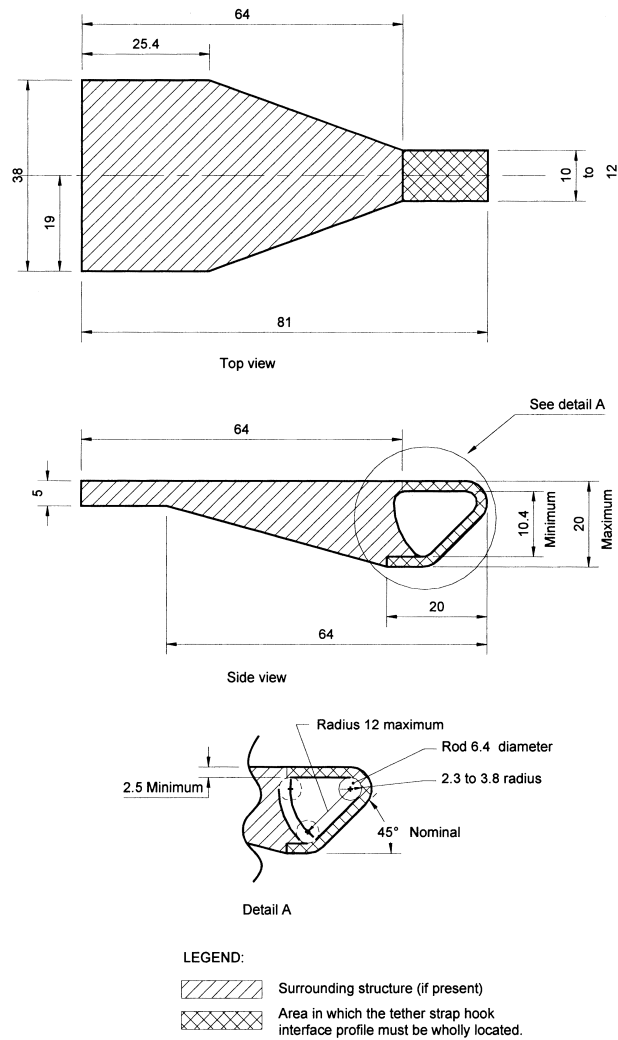 64
25.4
38
19
10
to
12
81
Top view
See detail A
64
5
10.4
Minimum
20
Maximum
20
64
Side view
Radius 12 maximum
Rod 6.4 diameter
2.5 Minimum
2.3 to 3.8 radius
45° Nominal
Detail A
LEGEND:
Surrounding structure (if present)
Area in which the tether strap hook
interface profile must be wholly located.